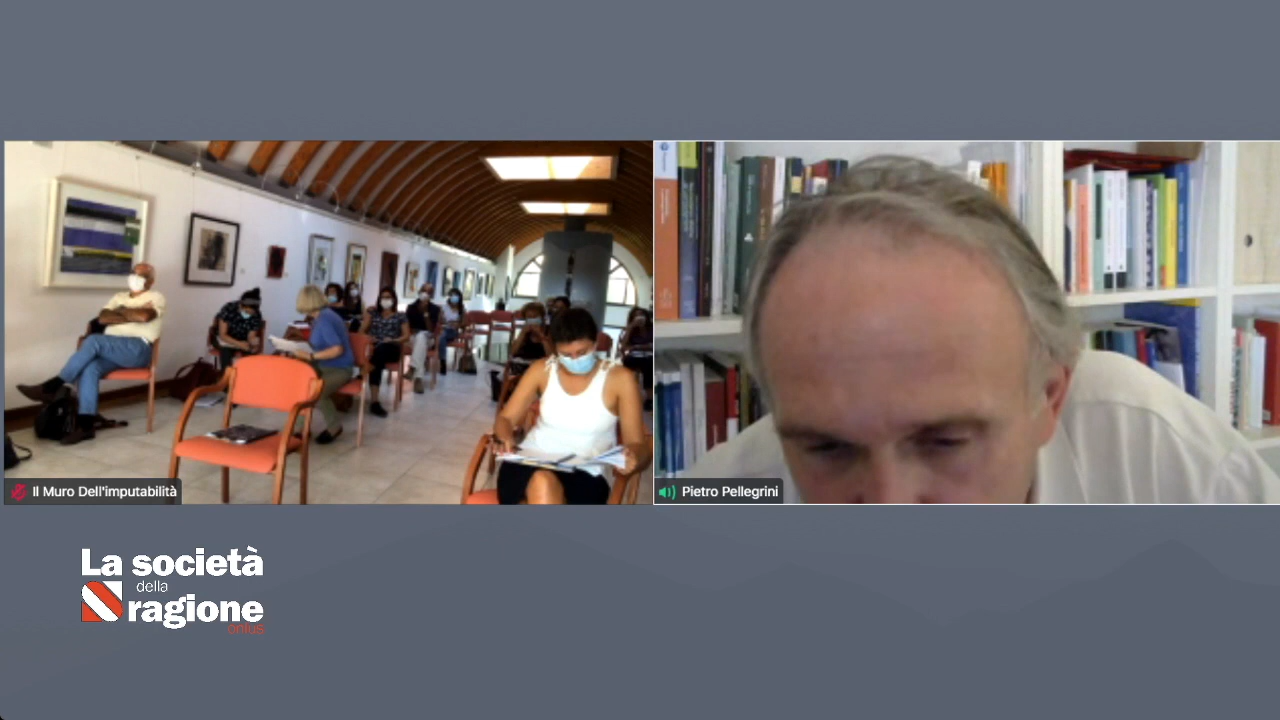 Il Muro Dell'imputabilità
Pietro Pellegrini
La società
della
ragione
onlus